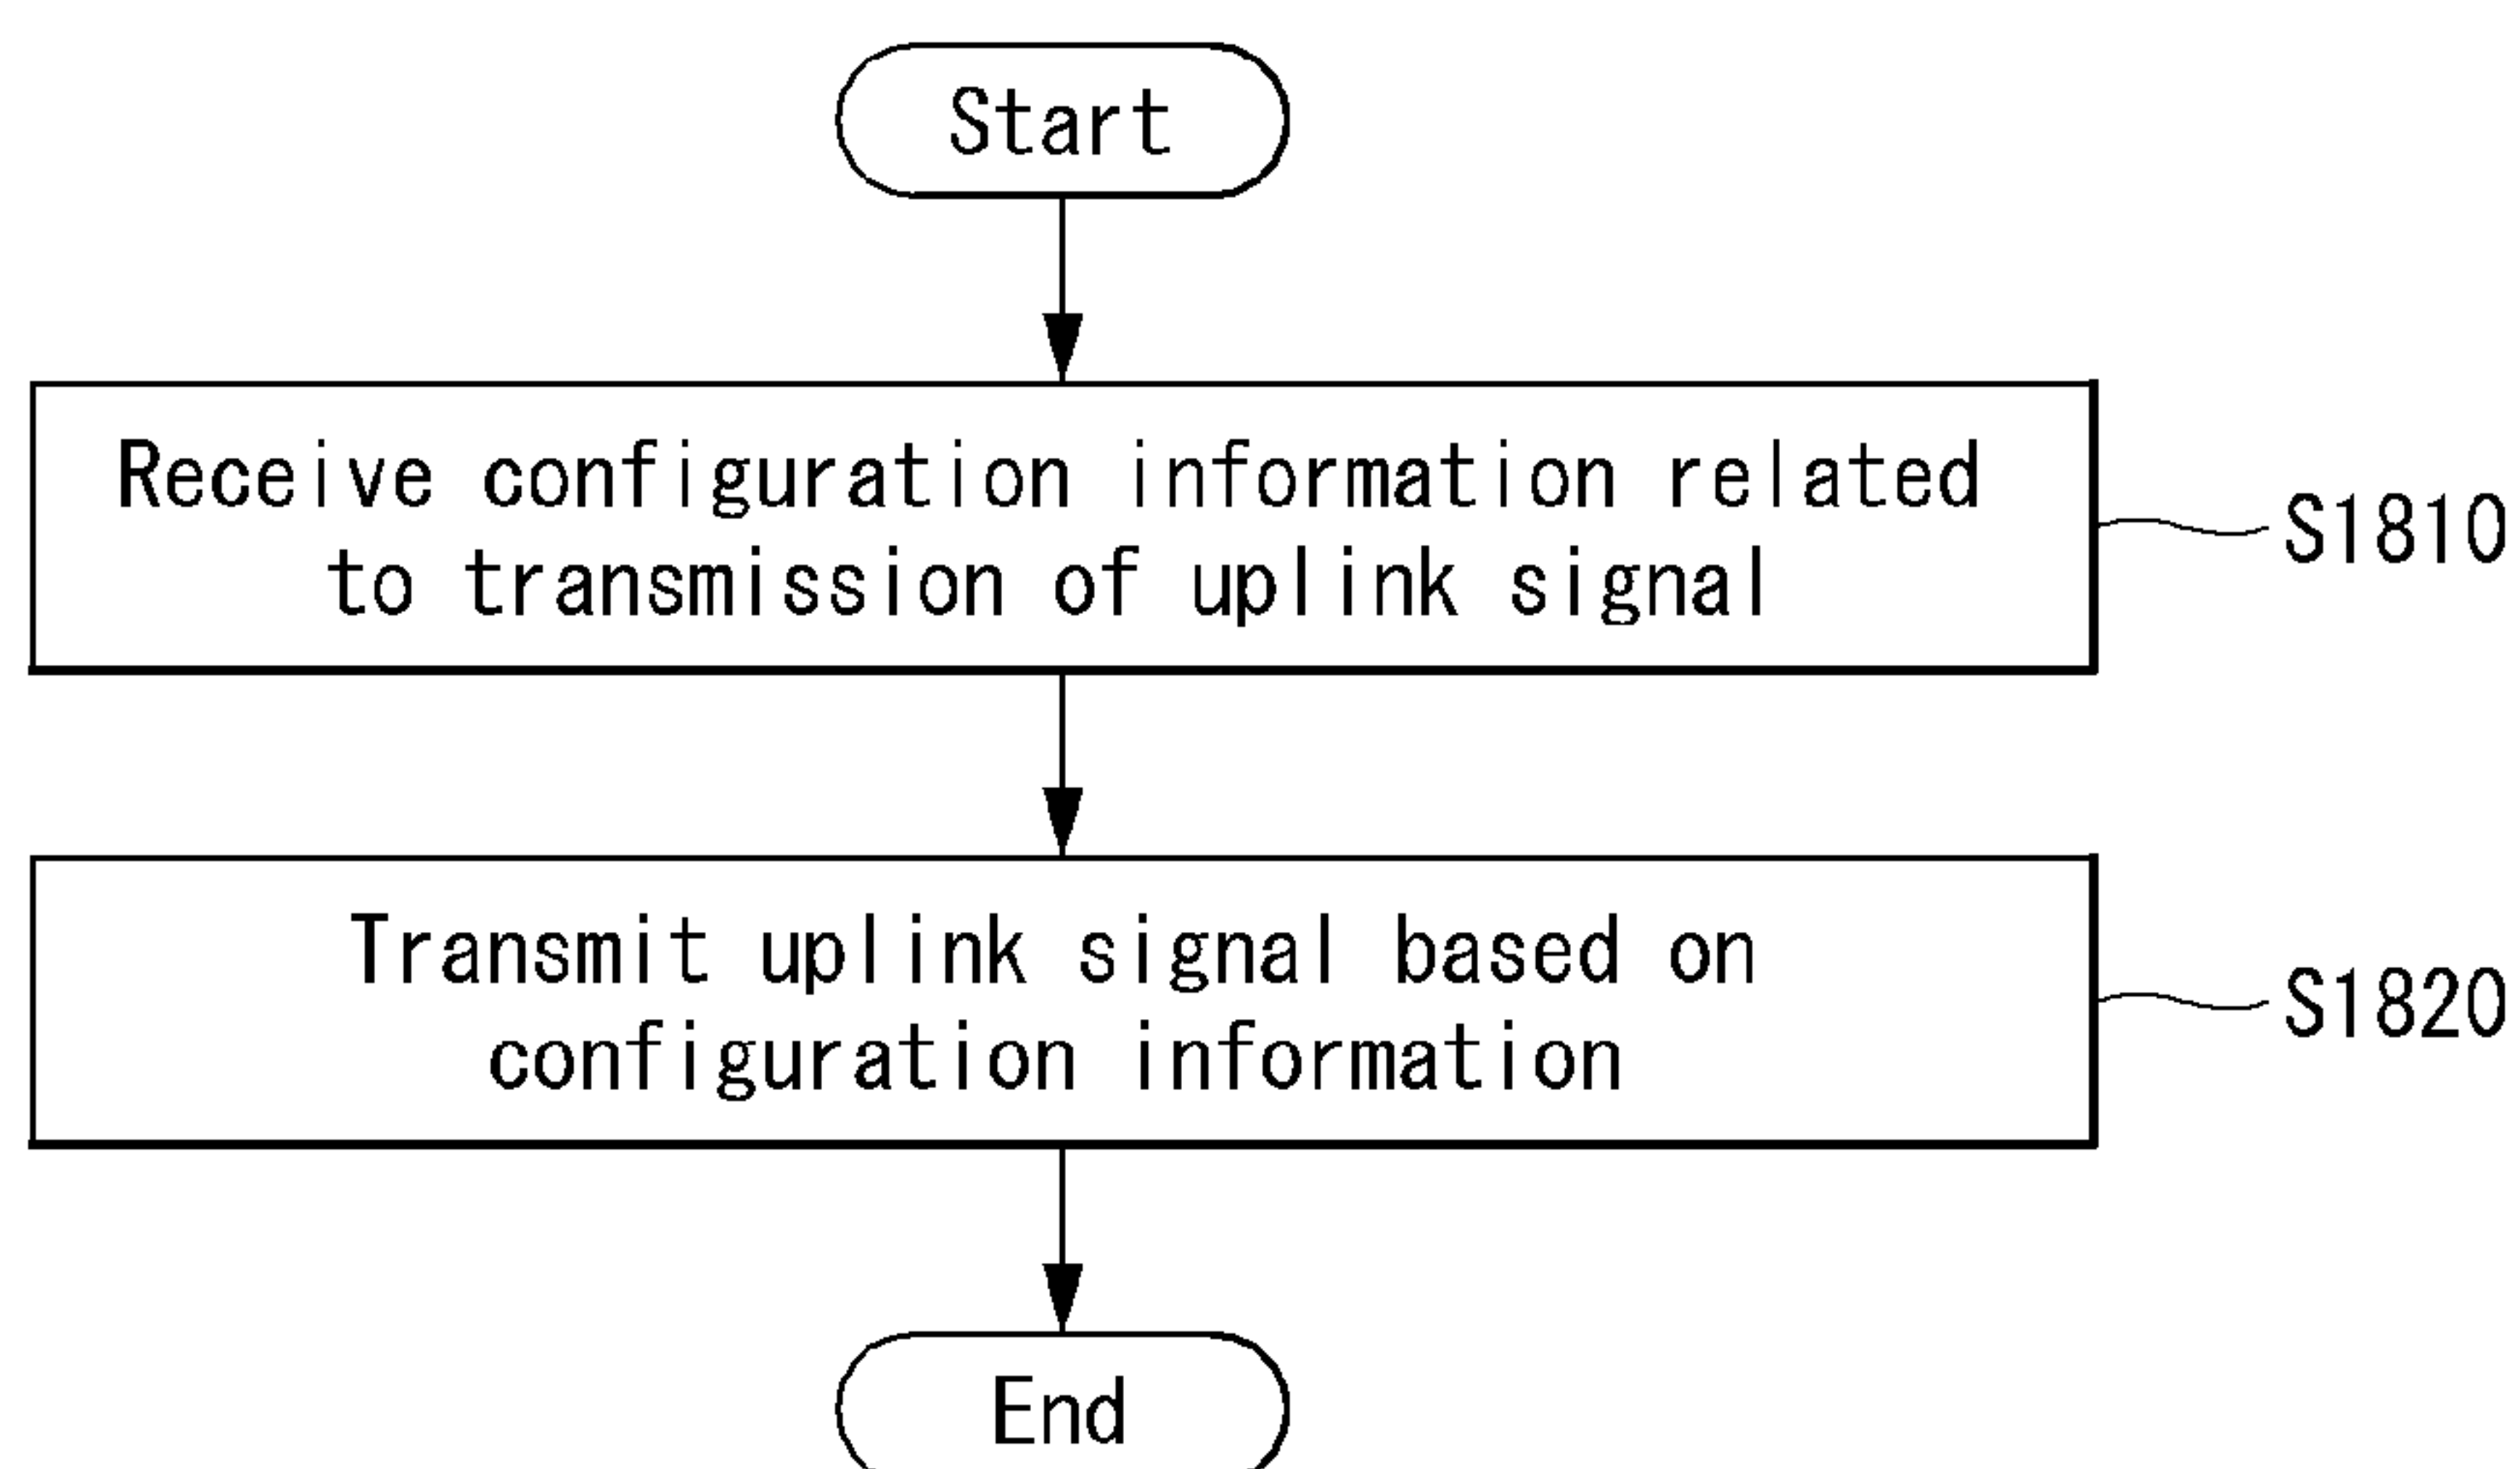 Start
Receive configuration information related
to transmission of uplink signal
S1810
Transmit uplink signal based on
configuration information
S1820
End